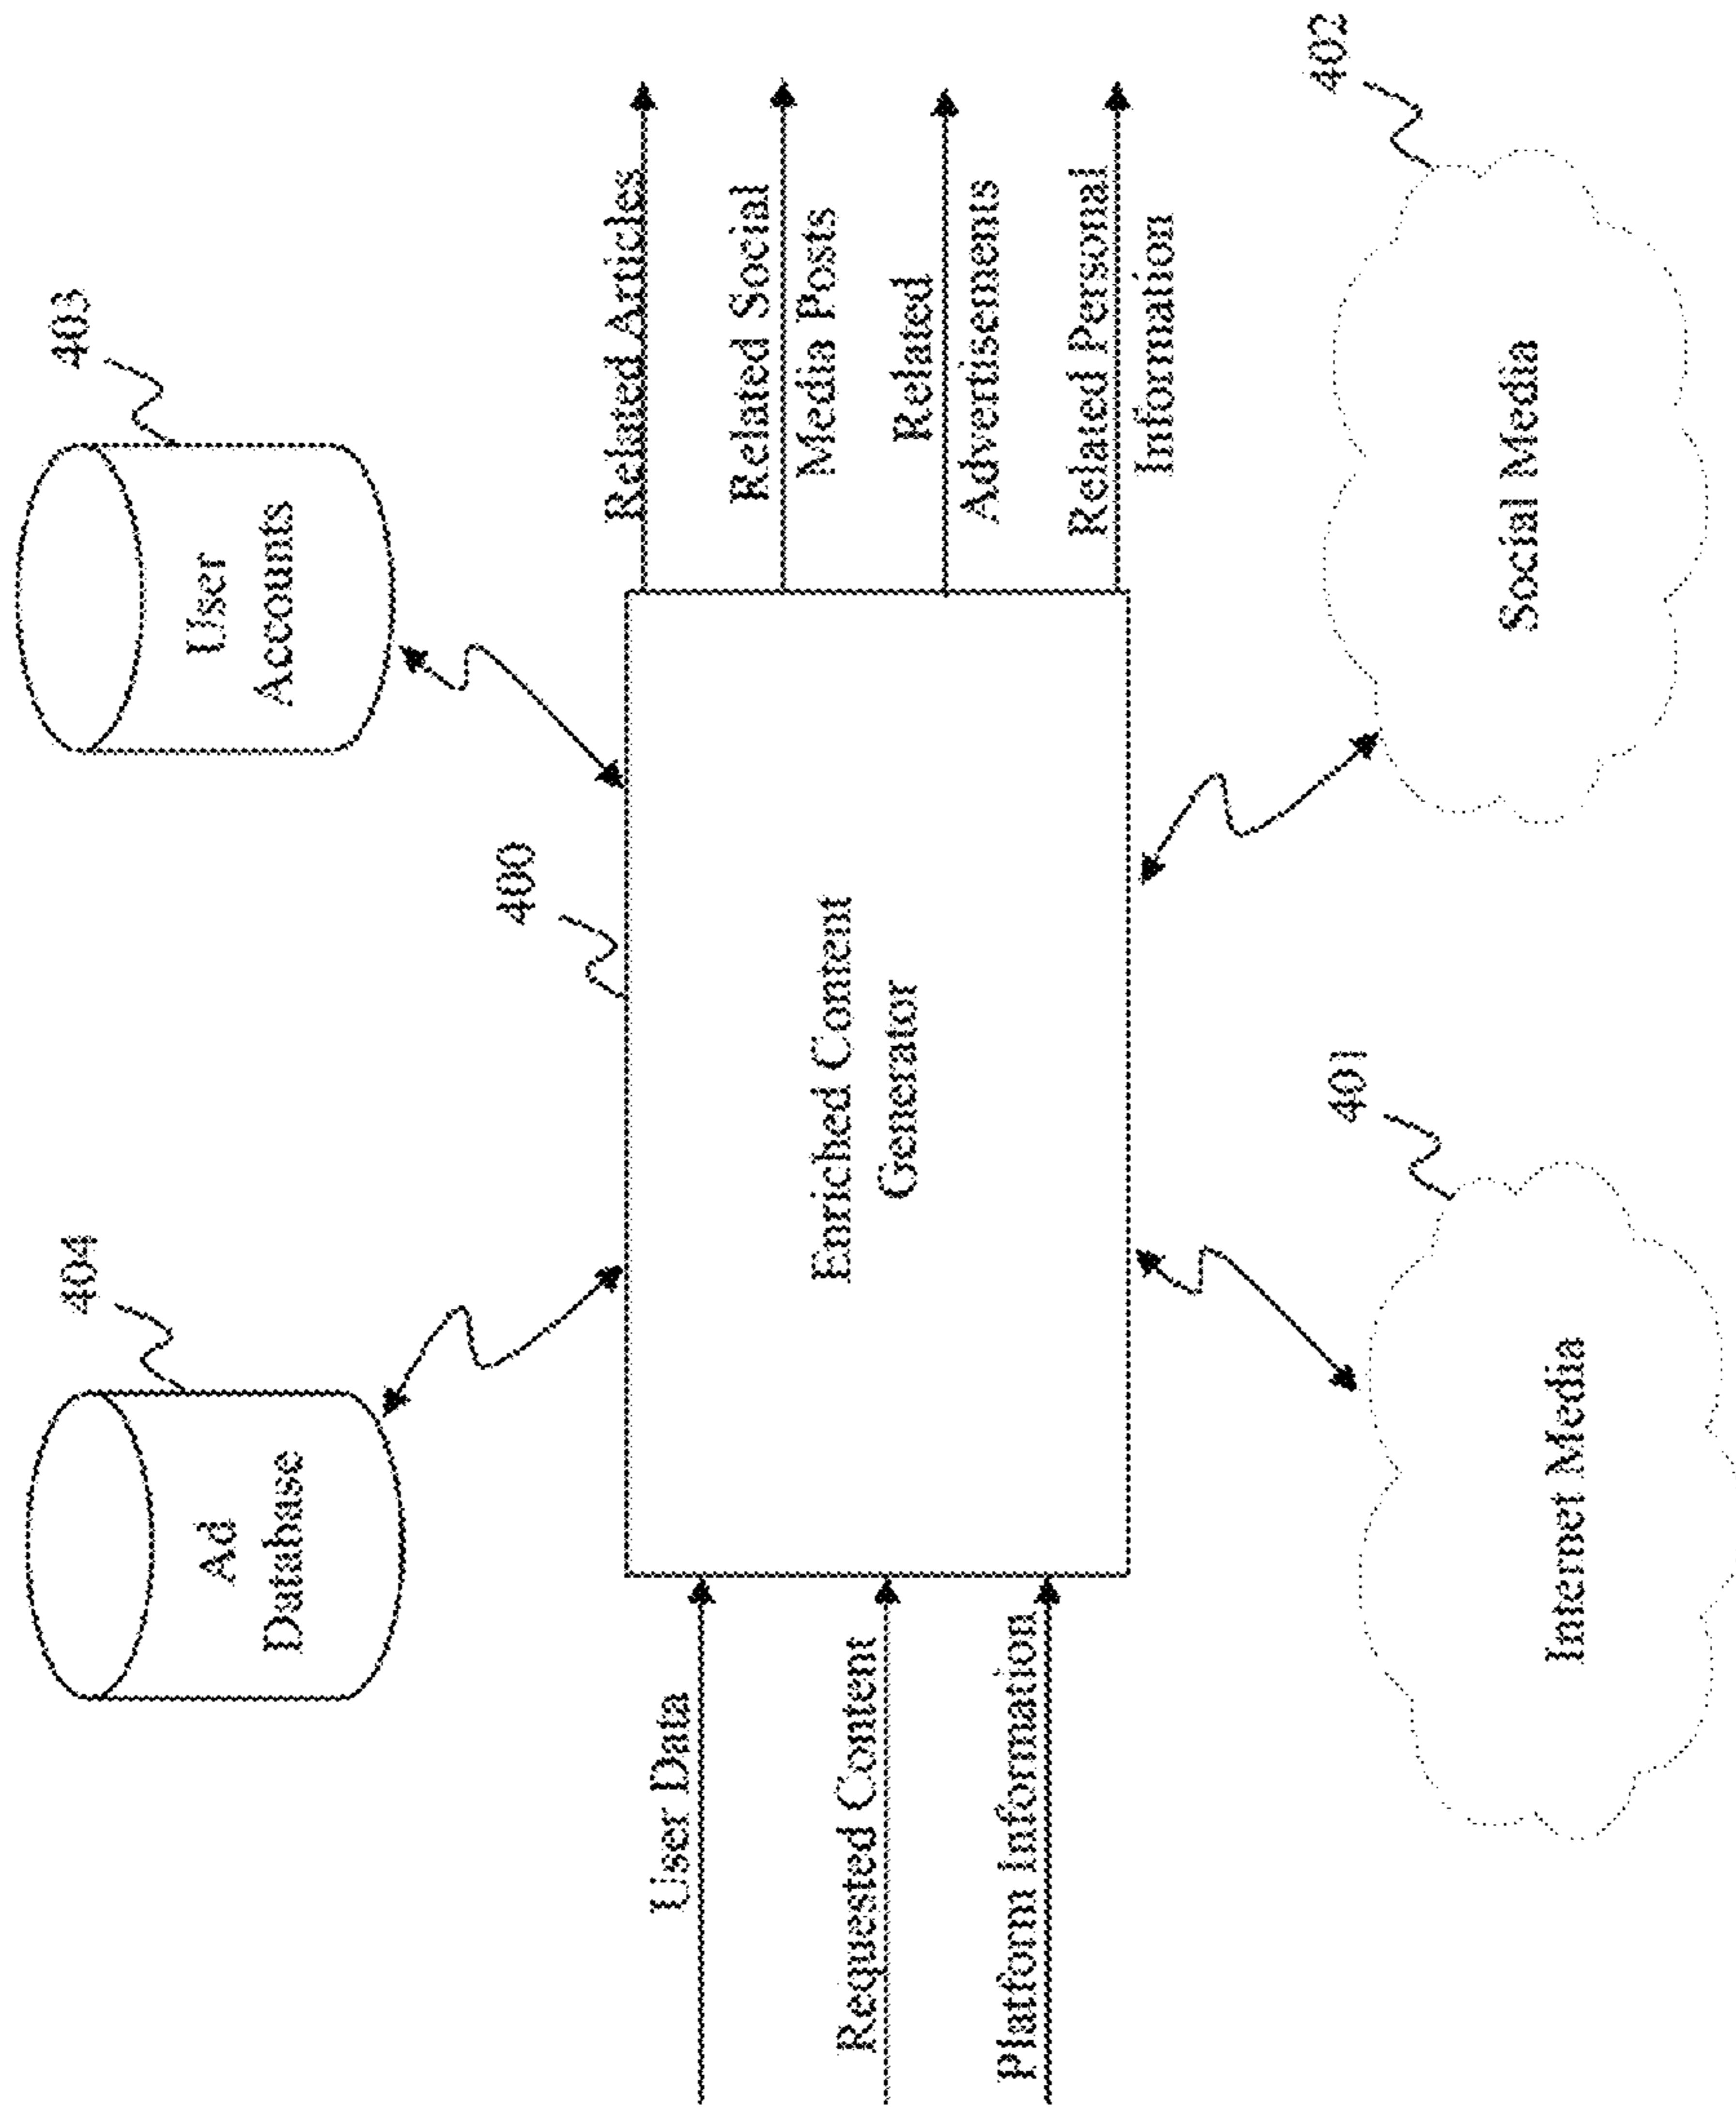 404
403
Ad
Database
User
Accounts
400
User Data
Requested Content
Platform Information
Enriched Content
Generator
Related Articles
Related Social
Media Posts
Related
Advertisements
Related Personal
Information
401
402
Internet Media
Social Media